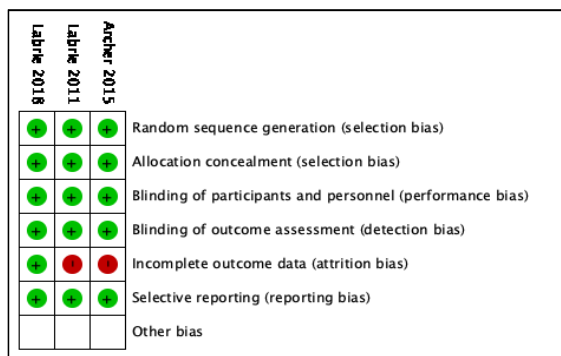 Labrie 2018
Labrie 2011
Archer 2015
+ + + Random sequence generation (selection bias)
+ + + Allocation concealment (selection bias)
+ + + Blinding of participants and personnel (performance bias)
+ + + Blinding of outcome assessment (detection bias)
+ - - Incomplete outcome data (attrition bias)
+ + + Selective reporting (reporting bias)
Other bias